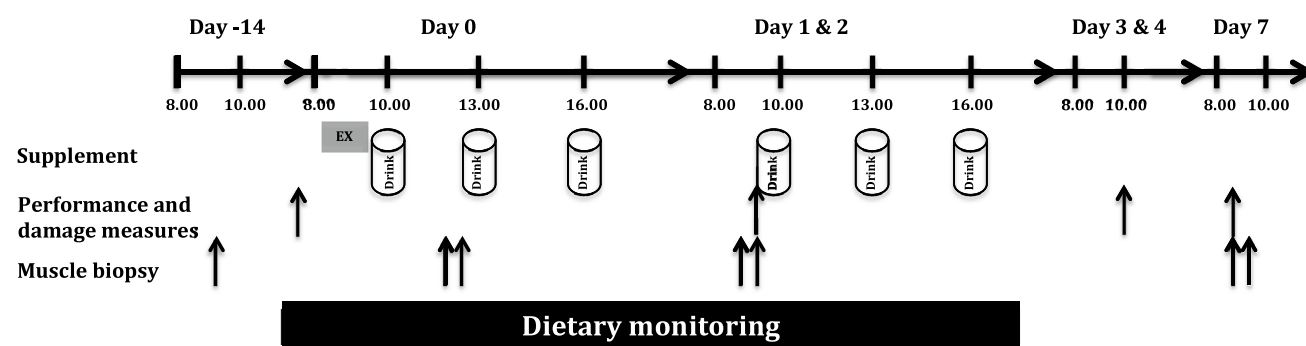 Day -14 Day 0 Day 1 & 2 Day 3 & 4 Day 7
8.00 10.00 8.00 10.00 13.00 16.00 8.00 10.00 13.00 16.00 8.00 10.00 8.00 10.00
EX
Supplement Drink Drink Drink Drink Drink Drink
Performance and
damage measures
Muscle biopsy
Dietary monitoring